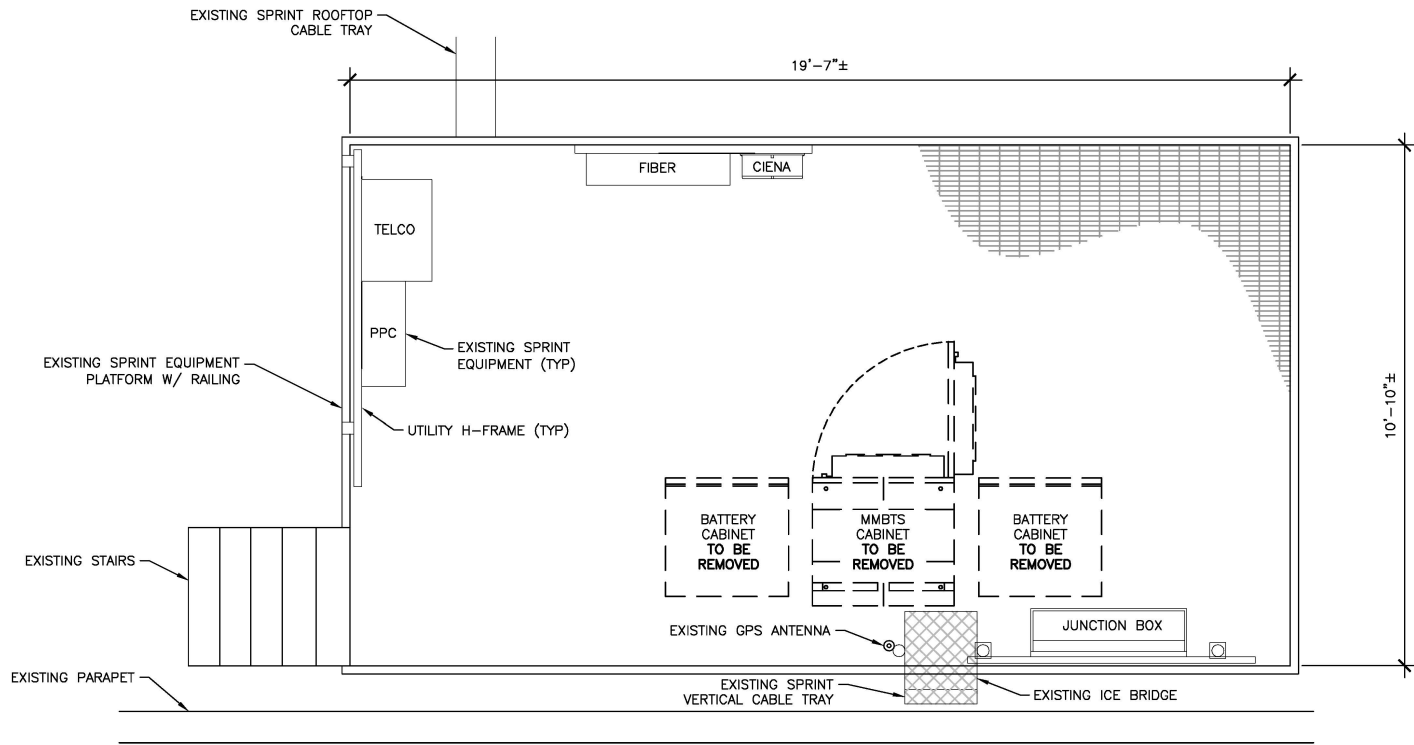 EXISTING SPRINT ROOFTOP
CABLE TRAY
19'-7"±
FIBER
CIENA
TELCO
PPC
EXISTING SPRINT
EQUIPMENT (TYP)
EXISTING SPRINT EQUIPMENT
PLATFORM W/ RAILING
UTILITY H-FRAME (TYP)
10'-10"±
BATTERY
CABINET
TO BE
REMOVED
MMBTS
CABINET
TO BE
REMOVED
BATTERY
CABINET
TO BE
REMOVED
EXISTING STAIRS
EXISTING GPS ANTENNA
JUNCTION BOX
EXISTING PARAPET
EXISTING SPRINT
VERTICAL CABLE TRAY
EXISTING ICE BRIDGE